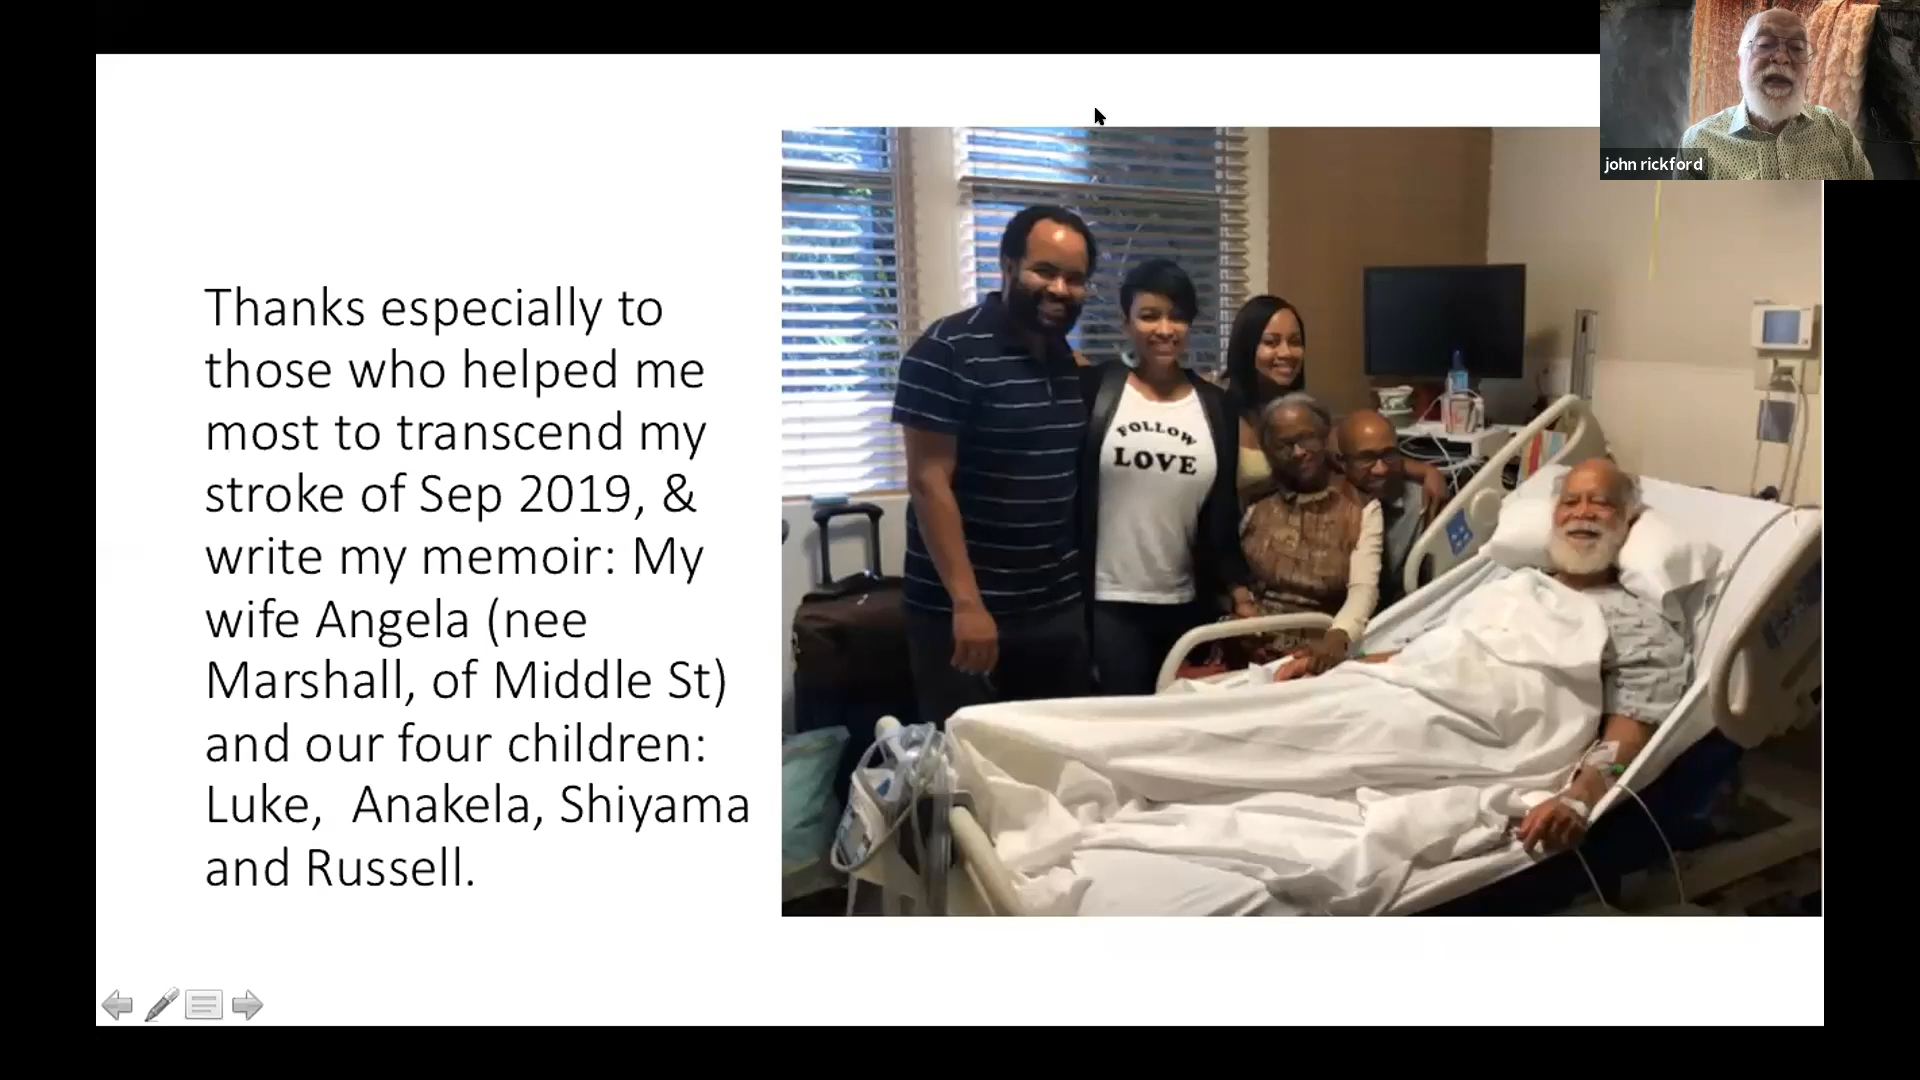 john rickford
Thanks especially to
those who helped me
most to transcend my
stroke of Sep 2019, &
write my memoir: My
wife Angela (nee
Marshall, of Middle St)
and our four children:
Luke,  Anakela, Shiyama
and Russell.
FOLLOW
LOVE